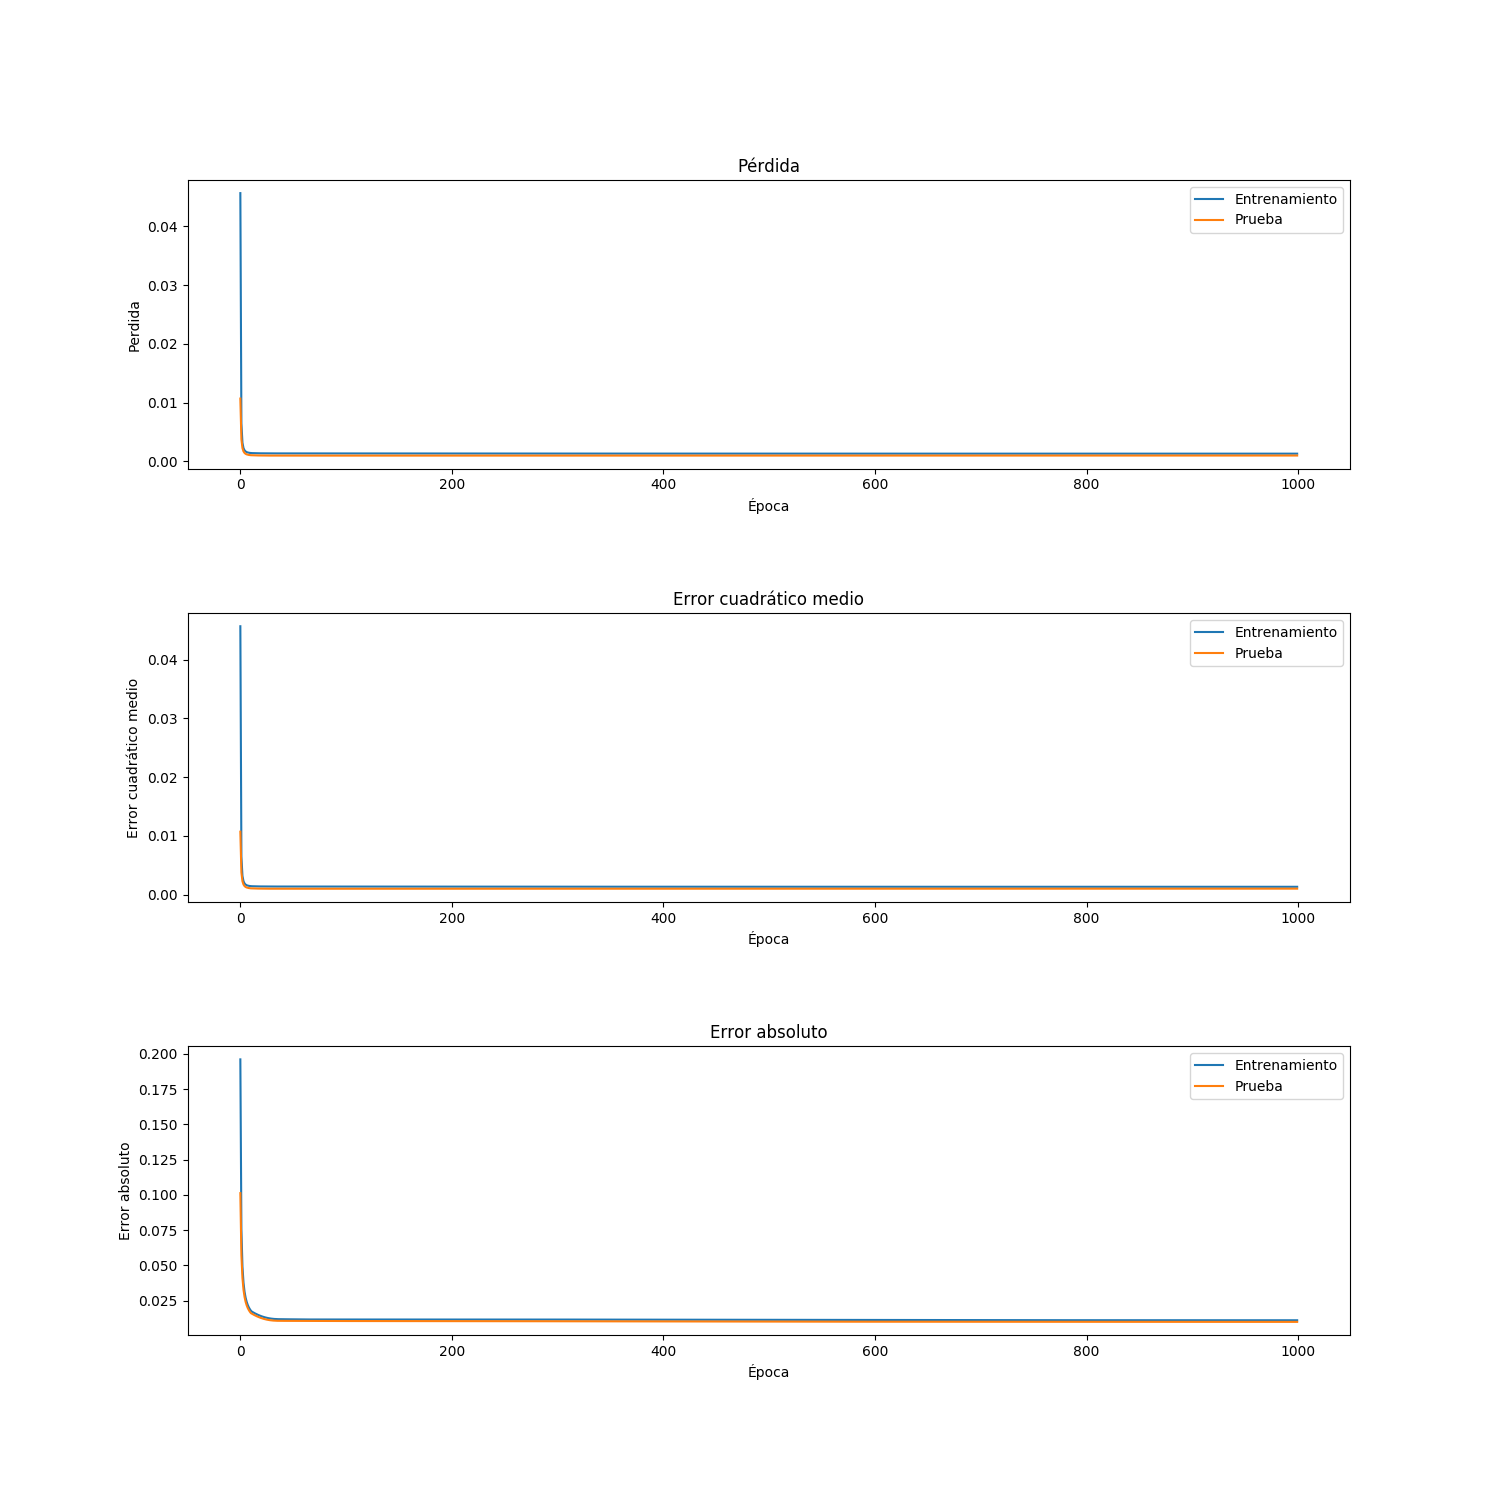 Pérdida
Entrenamiento
Prueba
0.04
0.03
0.02
0.01
0.00
Perdida
0 200 400 600 800 1000
Época
Error cuadrático medio
Entrenamiento
Prueba
0.04
0.03
0.02
0.01
0.00
Error cuadrático medio
0 200 400 600 800 1000
Época
Error absoluto
Entrenamiento
Prueba
0.200
0.175
0.150
0.125
0.100
0.075
0.050
0.025
Error absoluto
0 200 400 600 800 1000
Época